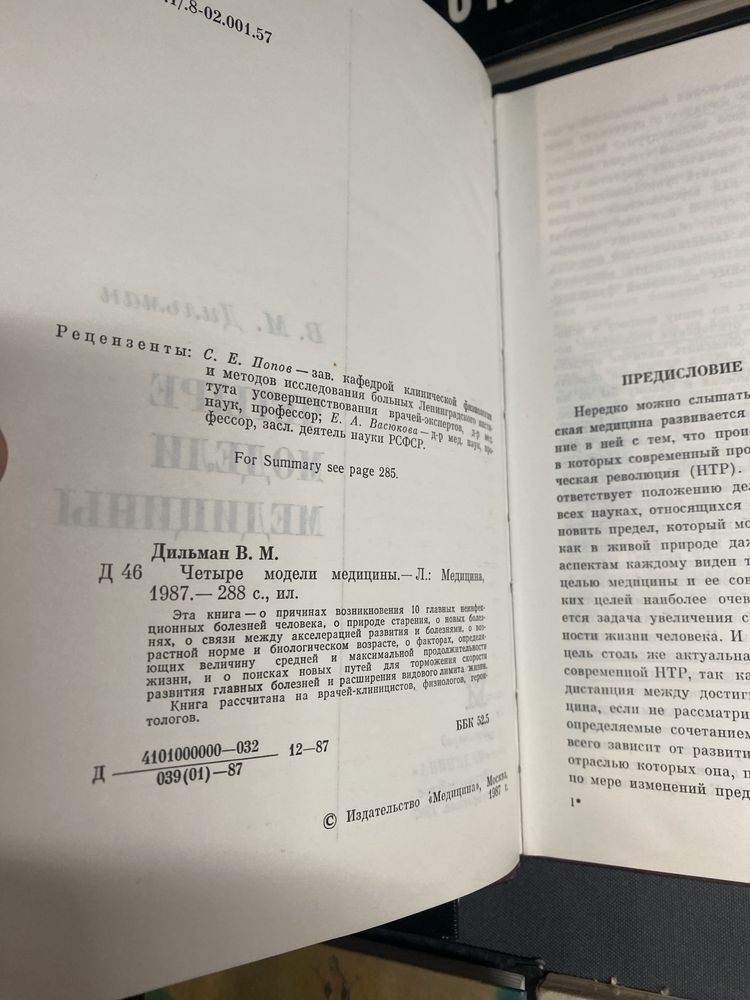 /.8-02.001.57
Рецензенты: С. Е. Попов — зав. кафедрой клинической физиологии
и методов исследования больных Ленинградского инсти-
тута усовершенствования врачей-экспертов, д-р мед.
наук, профессор; Е. А. Васюкова — д-р мед. наук, про-
фессор, засл. деятель науки РСФСР.
For Summary see page 285.
Дильман В. М.
Д 46 Четыре модели медицины.— Л.: Медицина,
1987.— 288 с., ил.
Эта книга — о причинах возникновения 10 главных неинфек-
ционных болезней человека, о природе старения, о новых болез-
нях, о связи между акселерацией развития и болезнями, о воз-
растной норме и биологическом возрасте, о факторах, определя-
ющих величину средней и максимальной продолжительности
жизни, и о поисках новых путей для торможения скорости
развития главных болезней и расширения видового лимита жизни.
Книга рассчитана на врачей-клиницистов, физиологов, герон-
тологов.
ББК 52.5
Д 4101000000—032
039(01)—87
12—87
© Издательство «Медицина», Москва,
1987 г.
ПРЕДИСЛОВИЕ
Нередко можно слышать
ская медицина развивается
ние в ней с тем, что проис
в которых современный про
ческая революция (НТР).
ответствует положению дел
всех науках, относящихся
новить предел, который мо
как в живой природе даж
аспектам каждому виден т
целью медицины и ее сов
ких целей наиболее очев
ется задача увеличения с
ности жизни человека. И
цель столь же актуальна
современной НТР, так ка
дистанция между достиг
цина, если не рассматри
определяемые сочетанием
всего зависит от развити
отраслью которых она, п
по мере изменений пред
1*